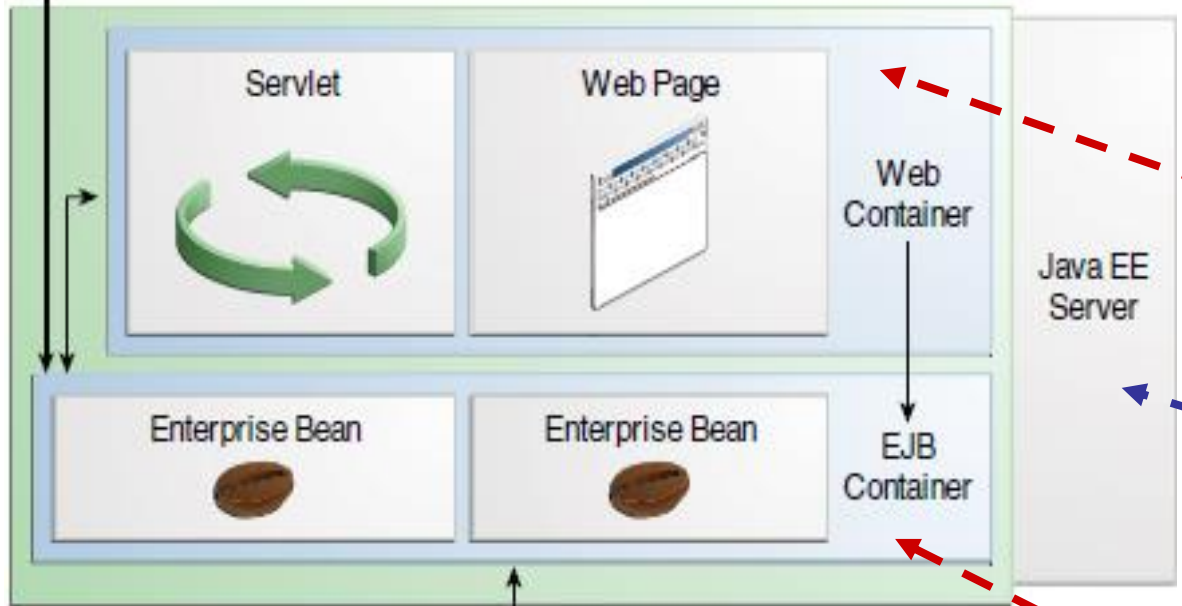 Servlet
Web Page
Web
Container
Java EE
Server
Enterprise Bean
Enterprise Bean
EJB
Container